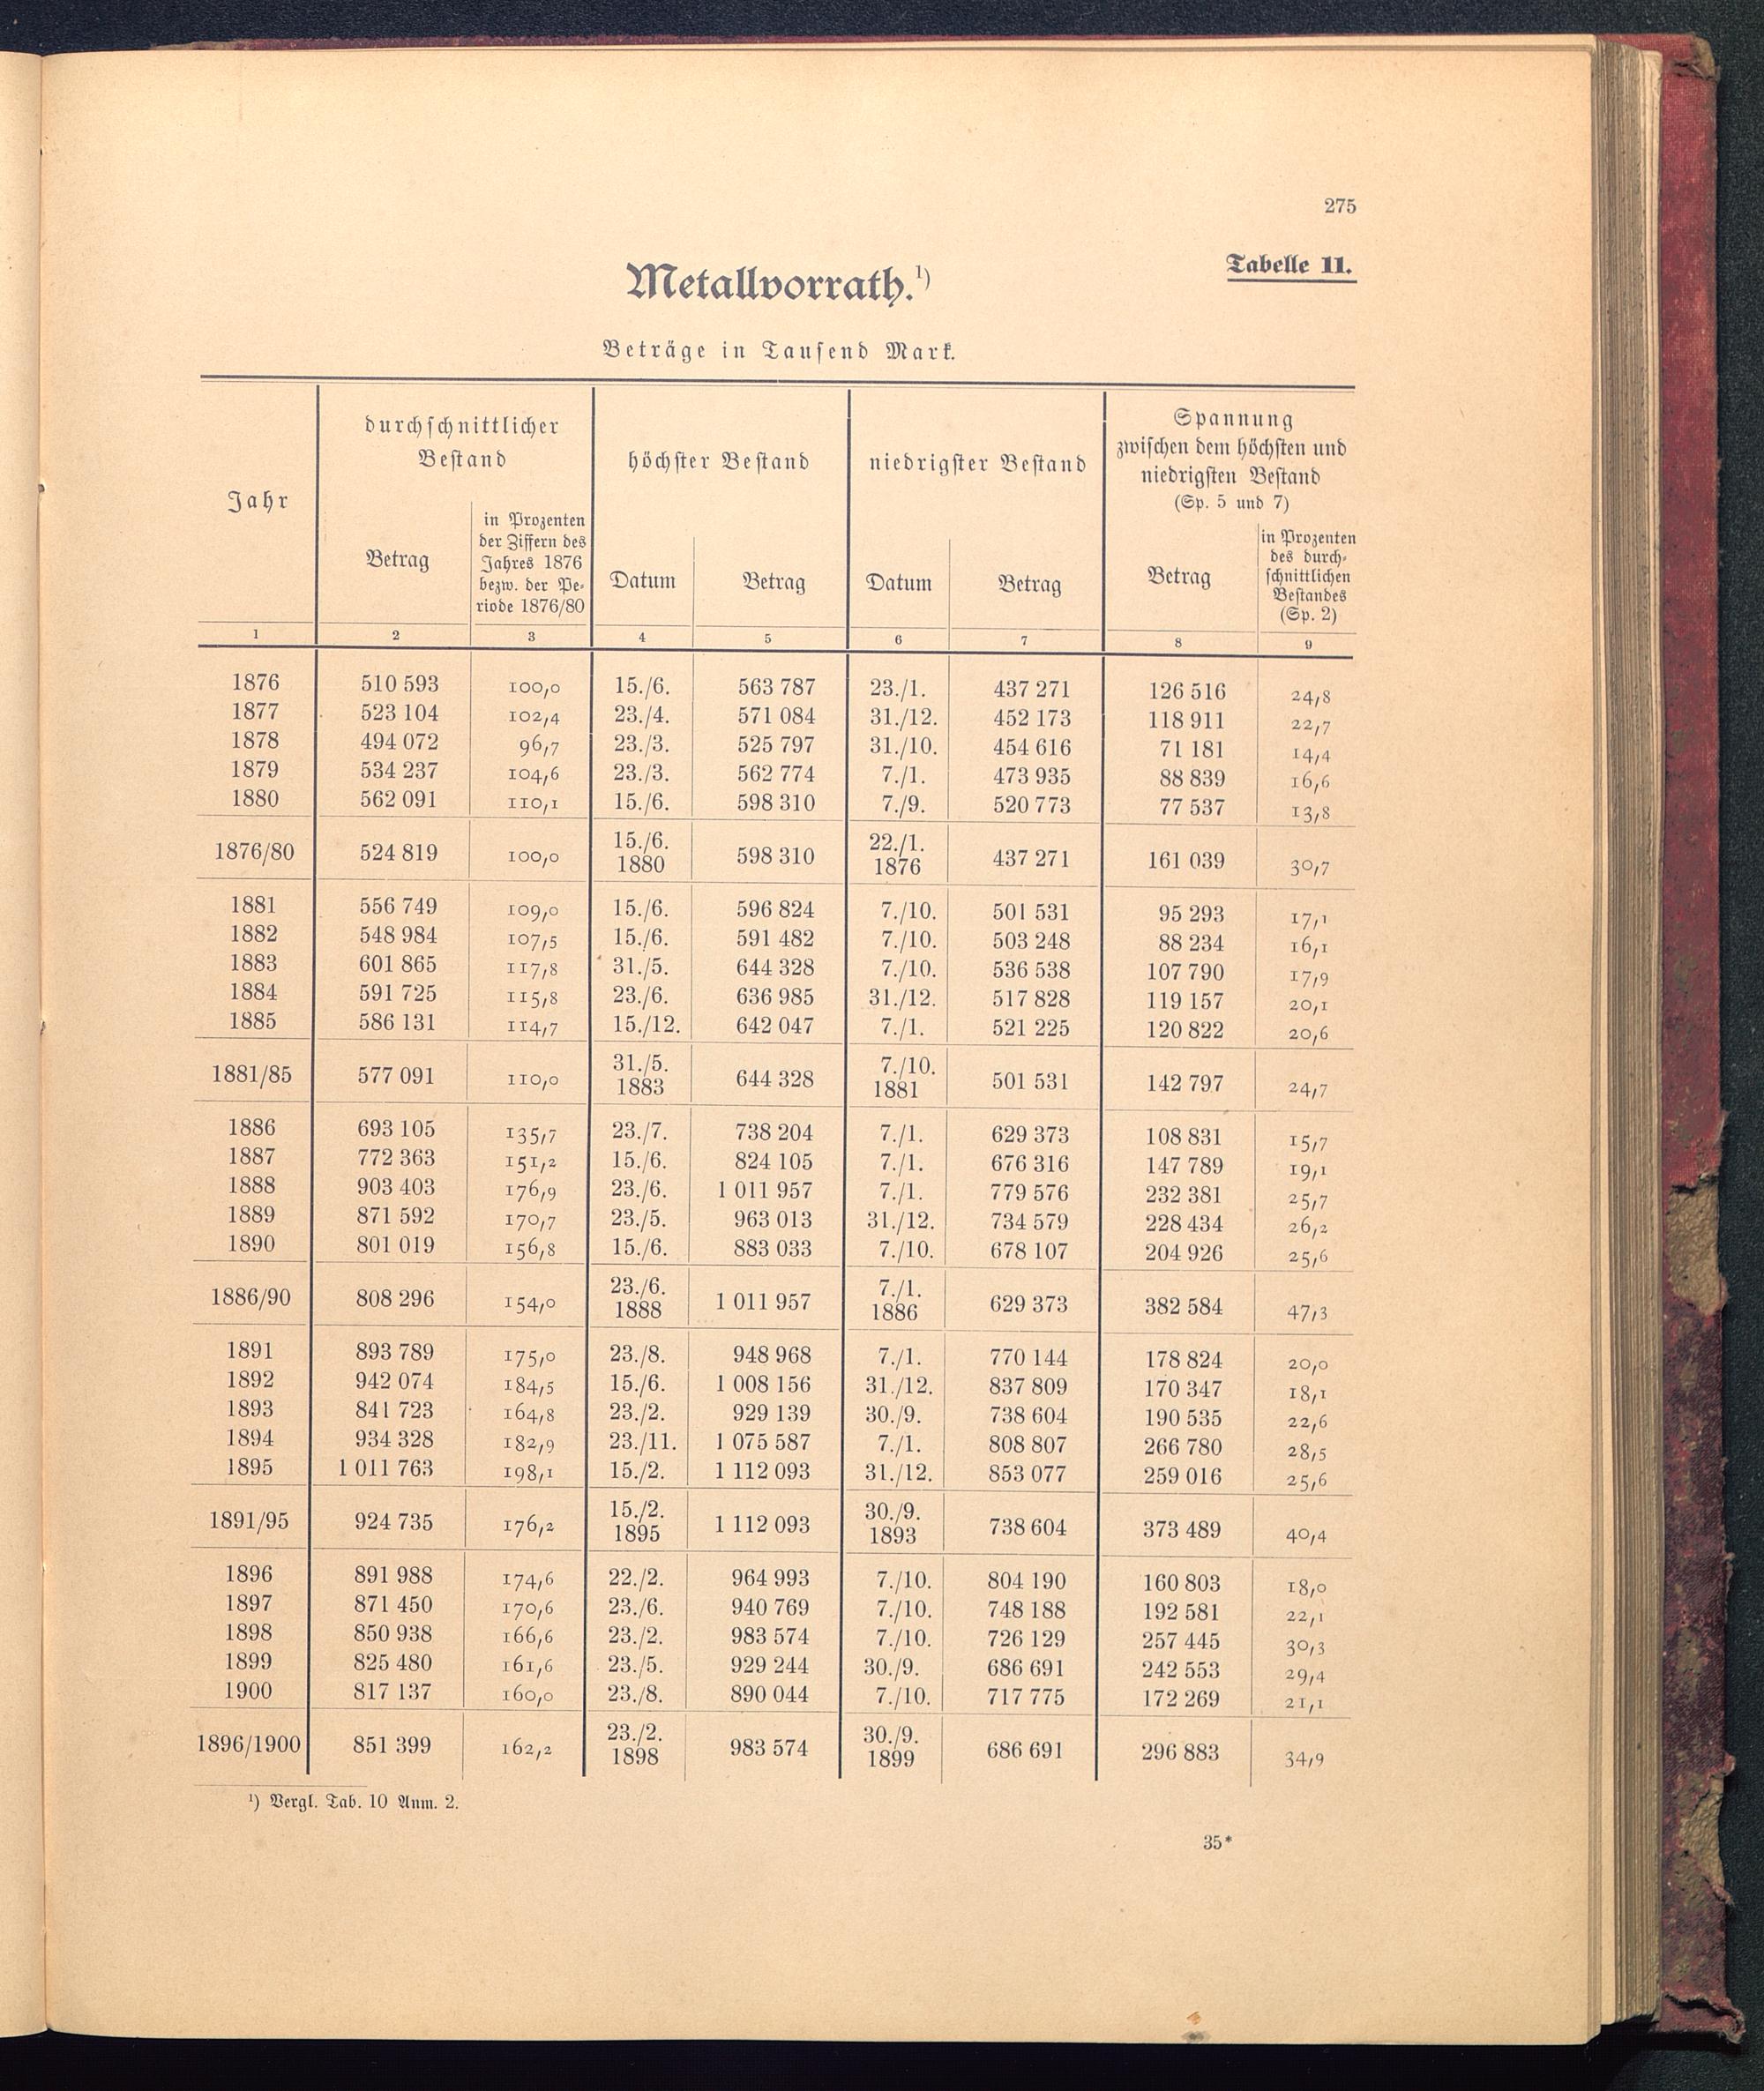 275
Tabelle 11.
Metallvorrath.¹)
Beträge in Tausend Mark.
Jahr
durchschnittlicher
Bestand
höchster Bestand
niedrigster Bestand
Spannung
zwischen dem höchsten und
niedrigsten Bestand
(Sp. 5 und 7)
Betrag
in Prozenten
der Ziffern des
Jahres 1876
bezw. der Pe-
riode 1876/80
Datum
Betrag
Datum
Betrag
Betrag
in Prozenten
des durch-
schnittlichen
Bestandes
(Sp. 2)
1 2 3 4 5 6 7 8 9
1876 510 593 100,0 15./6. 563 787 23./1. 437 271 126 516 24,8
1877 523 104 102,4 23./4. 571 084 31./12. 452 173 118 911 22,7
1878 494 072 96,7 23./3. 525 797 31./10. 454 616 71 181 14,4
1879 534 237 104,6 23./3. 562 774 7./1. 473 935 88 839 16,6
1880 562 091 110,1 15./6. 598 310 7./9. 520 773 77 537 13,8
1876/80 524 819 100,0 15./6. 1880 598 310 22./1. 1876 437 271 161 039 30,7
1881 556 749 109,0 15./6. 596 824 7./10. 501 531 95 293 17,1
1882 548 984 107,5 15./6. 591 482 7./10. 503 248 88 234 16,1
1883 601 865 117,8 31./5. 644 328 7./10. 536 538 107 790 17,9
1884 591 725 115,8 23./6. 636 985 31./12. 517 828 119 157 20,1
1885 586 131 114,7 15./12. 642 047 7./1. 521 225 120 822 20,6
1881/85 577 091 110,0 31./5. 1883 644 328 7./10. 1881 501 531 142 797 24,7
1886 693 105 135,7 23./7. 738 204 7./1. 629 373 108 831 15,7
1887 772 363 151,2 15./6. 824 105 7./1. 676 316 147 789 19,1
1888 903 403 176,9 23./6. 1 011 957 7./1. 779 576 232 381 25,7
1889 871 592 170,7 23./5. 963 013 31./12. 734 579 228 434 26,2
1890 801 019 156,8 15./6. 883 033 7./10. 678 107 204 926 25,6
1886/90 808 296 154,0 23./6. 1888 1 011 957 7./1. 1886 629 373 382 584 47,3
1891 893 789 175,0 23./8. 948 968 7./1. 770 144 178 824 20,0
1892 942 074 184,5 15./6. 1 008 156 31./12. 837 809 170 347 18,1
1893 841 723 164,8 23./2. 929 139 30./9. 738 604 190 535 22,6
1894 934 328 182,9 23./11. 1 075 587 7./1. 808 807 266 780 28,5
1895 1 011 763 198,1 15./2. 1 112 093 31./12. 853 077 259 016 25,6
1891/95 924 735 176,2 15./2. 1895 1 112 093 30./9. 1893 738 604 373 489 40,4
1896 891 988 174,6 22./2. 964 993 7./10. 804 190 160 803 18,0
1897 871 450 170,6 23./6. 940 769 7./10. 748 188 192 581 22,1
1898 850 938 166,6 23./2. 983 574 7./10. 726 129 257 445 30,3
1899 825 480 161,6 23./5. 929 244 30./9. 686 691 242 553 29,4
1900 817 137 160,0 23./8. 890 044 7./10. 717 775 172 269 21,1
1896/1900 851 399 162,2 23./2. 1898 983 574 30./9. 1899 686 691 296 883 34,9
¹) Vergl. Tab. 10 Anm. 2.
35*